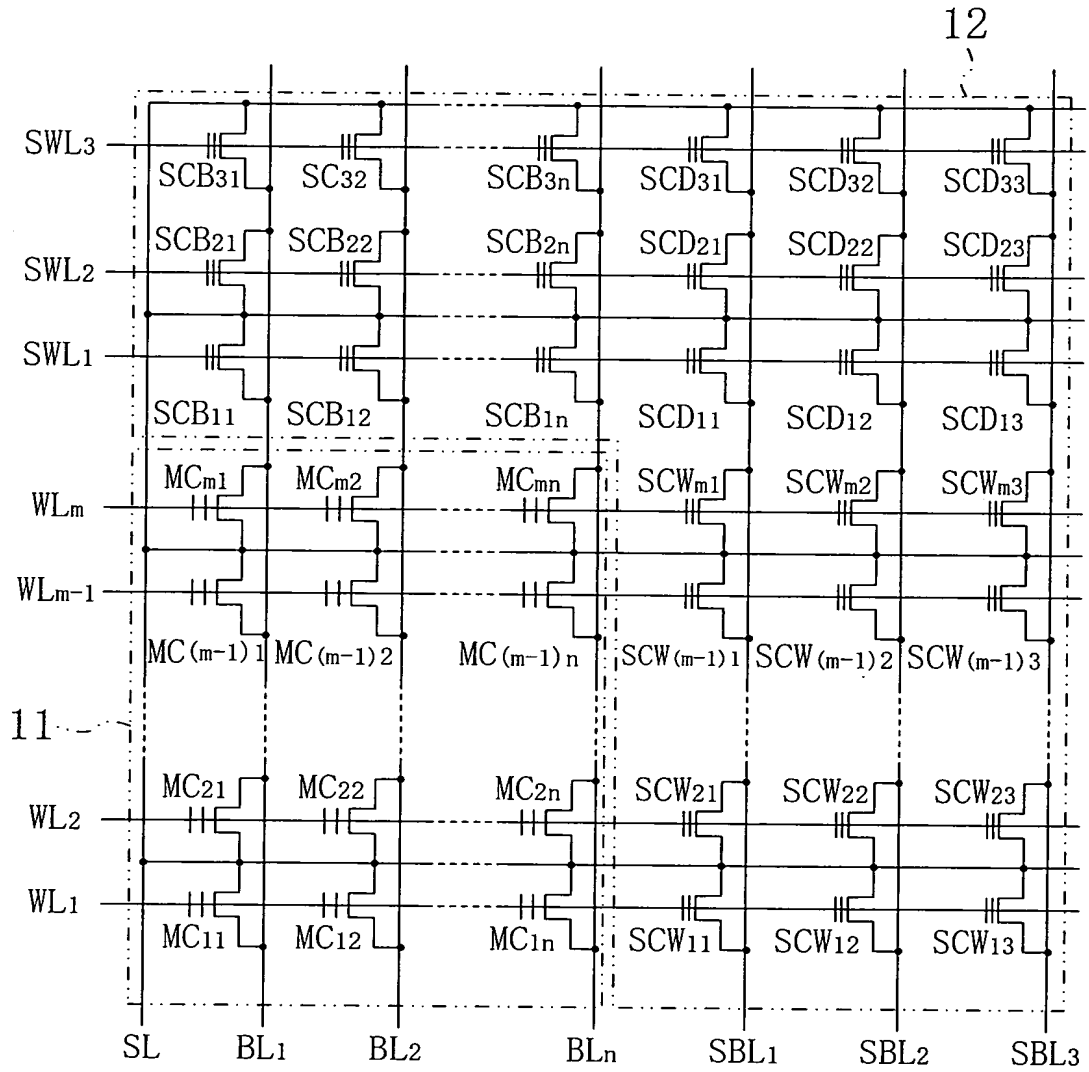 12
SWL3
SCB31 SC32 SCB3n SCD31 SCD32 SCD33
SCB21 SCB22 SCB2n SCD21 SCD22 SCD23
SWL2
SWL1
SCB11 SCB12 SCB1n SCD11 SCD12 SCD13
MCm1 MCm2 MCmn SCWm1 SCWm2 SCWm3
WLm
WLm-1
MC(m-1)1 MC(m-1)2 MC(m-1)n SCW(m-1)1 SCW(m-1)2 SCW(m-1)3
11
MC21 MC22 MC2n SCW21 SCW22 SCW23
WL2
WL1
MC11 MC12 MC1n SCW11 SCW12 SCW13
SL BL1 BL2 BLn SBL1 SBL2 SBL3